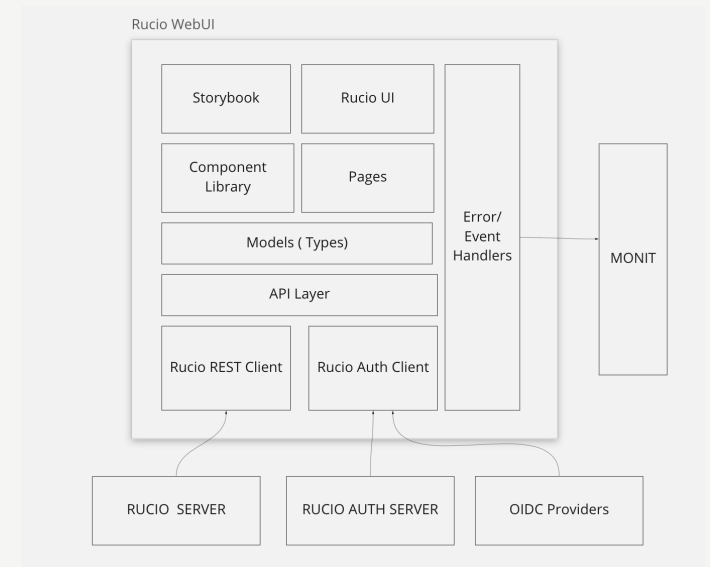 Rucio WebUI
Storybook
Rucio UI
Component
Library
Pages
Models ( Types)
API Layer
Rucio REST Client
Rucio Auth Client
Error/
Event
Handlers
MONIT
RUCIO  SERVER
RUCIO AUTH SERVER
OIDC Providers